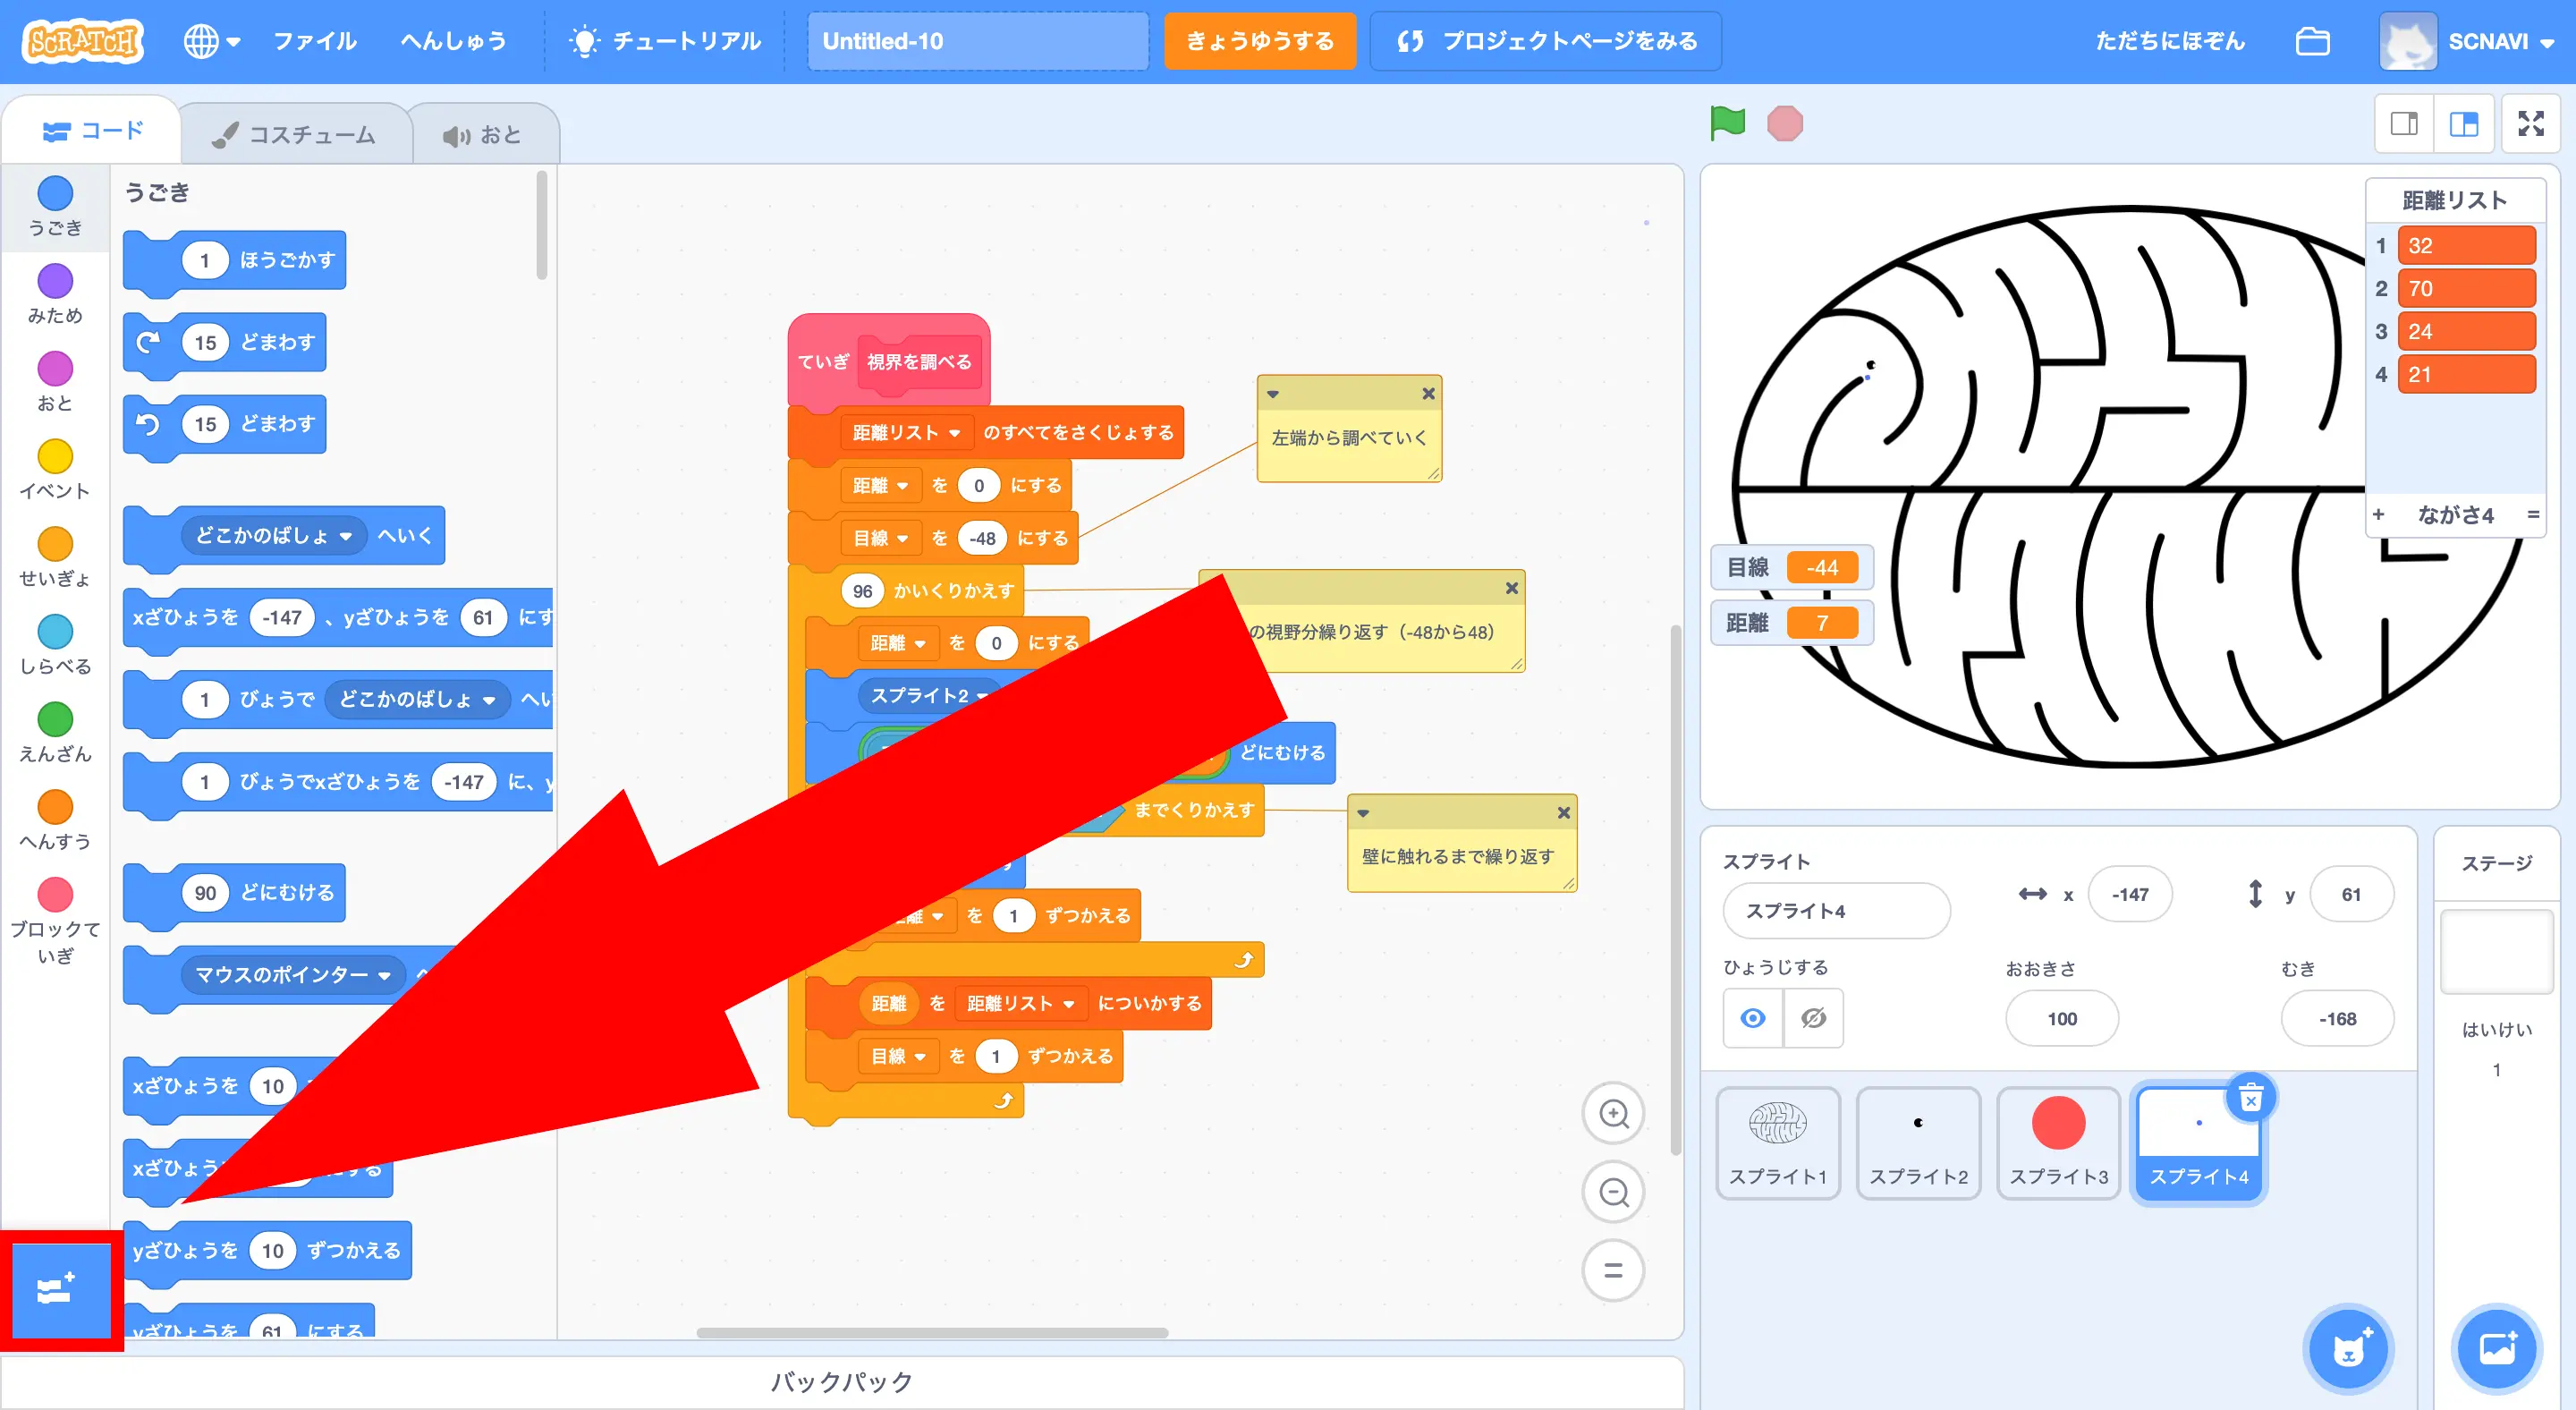 SCRATCH
ファイル
へんしゅう
チュートリアル
Untitled-10
きょうゆうする
プロジェクトページをみる
ただちにほぞん
SCNAVI
コード
コスチューム
おと
うごき
みため
おと
イベント
せいぎょ
しらべる
えんざん
へんすう
ブロックて
いぎ
うごき
1 ほうごかす
15 どまわす
15 どまわす
どこかのばしょ へいく
xざひょうを -147 、yざひょうを 61 にす
1 びょうで どこかのばしょ へい
1 びょうでxざひょうを -147 に、y
90 どにむける
マウスのポインター へ
xざひょうを 10
xざひょう にする
yざひょうを 10 ずつかえる
yざひょうを 61 にする
ていぎ 視界を調べる
距離リスト のすべてをさくじょする
距離 を 0 にする
目線 を -48 にする
96 かいくりかえす
距離 を 0 にする
スプライト2
どにむける
までくりかえす
離 を 1 ずつかえる
距離 を 距離リスト についかする
目線 を 1 ずつかえる
左端から調べていく
の視野分繰り返す（-48から48）
壁に触れるまで繰り返す
バックパック
距離リスト
1 32
2 70
3 24
4 21
+ ながさ4 =
目線 -44
距離 7
スプライト
スプライト4
x -147
y 61
ひょうじする
おおきさ
100
むき
-168
スプライト1
スプライト2
スプライト3
スプライト4
ステージ
はいけい
1